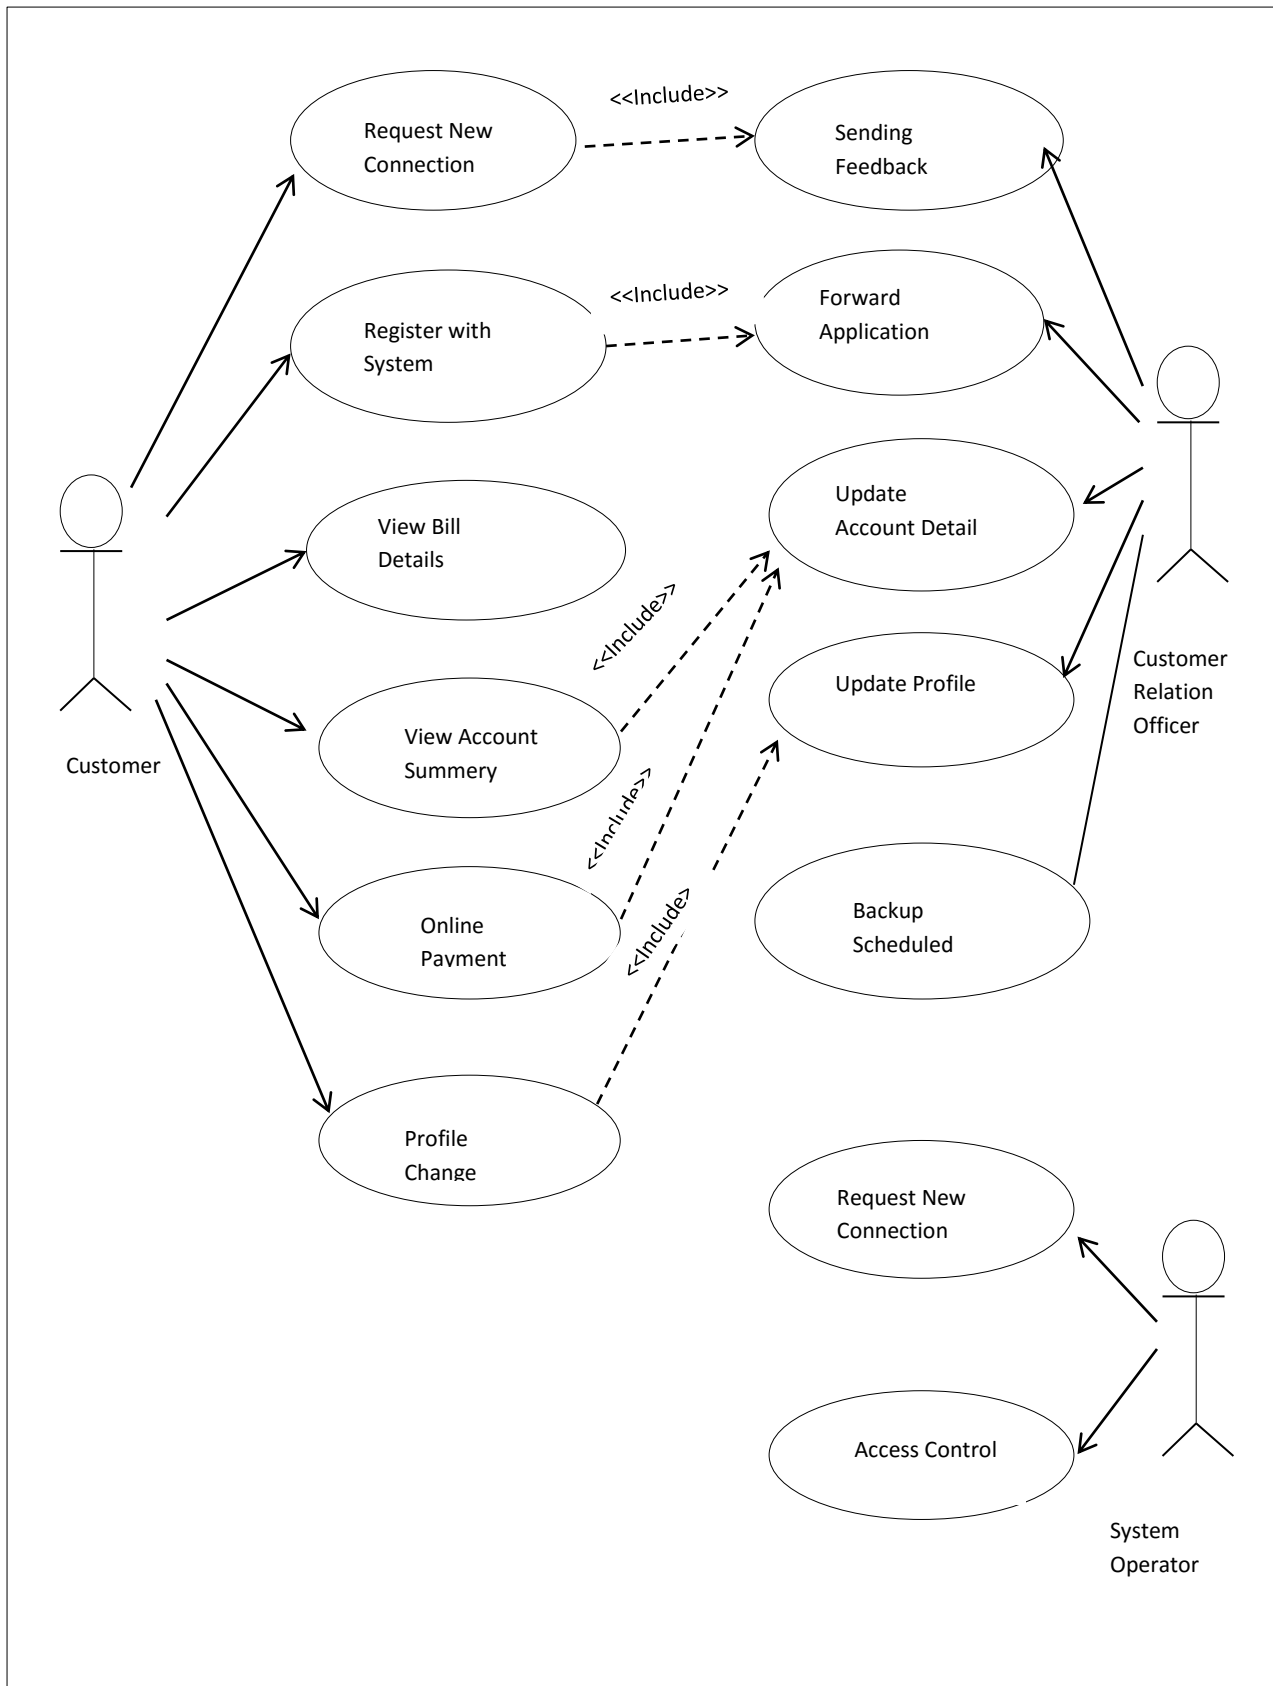 <<Include>>
Request New
Connection
Sending
Feedback
<<Include>>
Register with
System
Forward
Application
View Bill
Details
Update
Account Detail
<<Include>>
View Account
Summery
Update Profile
Customer
Relation
Officer
Customer
<<Include>>
Online
Payment
<<Include>
Backup
Scheduled
Profile
Change
Request New
Connection
Access Control
System
Operator